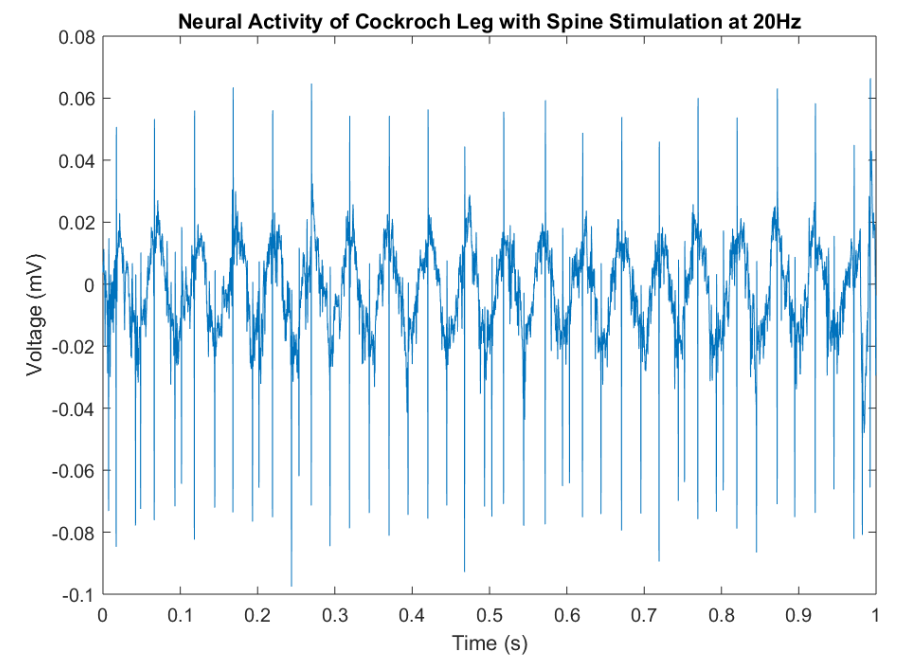 Neural Activity of Cockroch Leg with Spine Stimulation at 20Hz
0.08
0.06
0.04
0.02
0
-0.02
-0.04
-0.06
-0.08
-0.1
Voltage (mV)
0 0.1 0.2 0.3 0.4 0.5 0.6 0.7 0.8 0.9 1
Time (s)